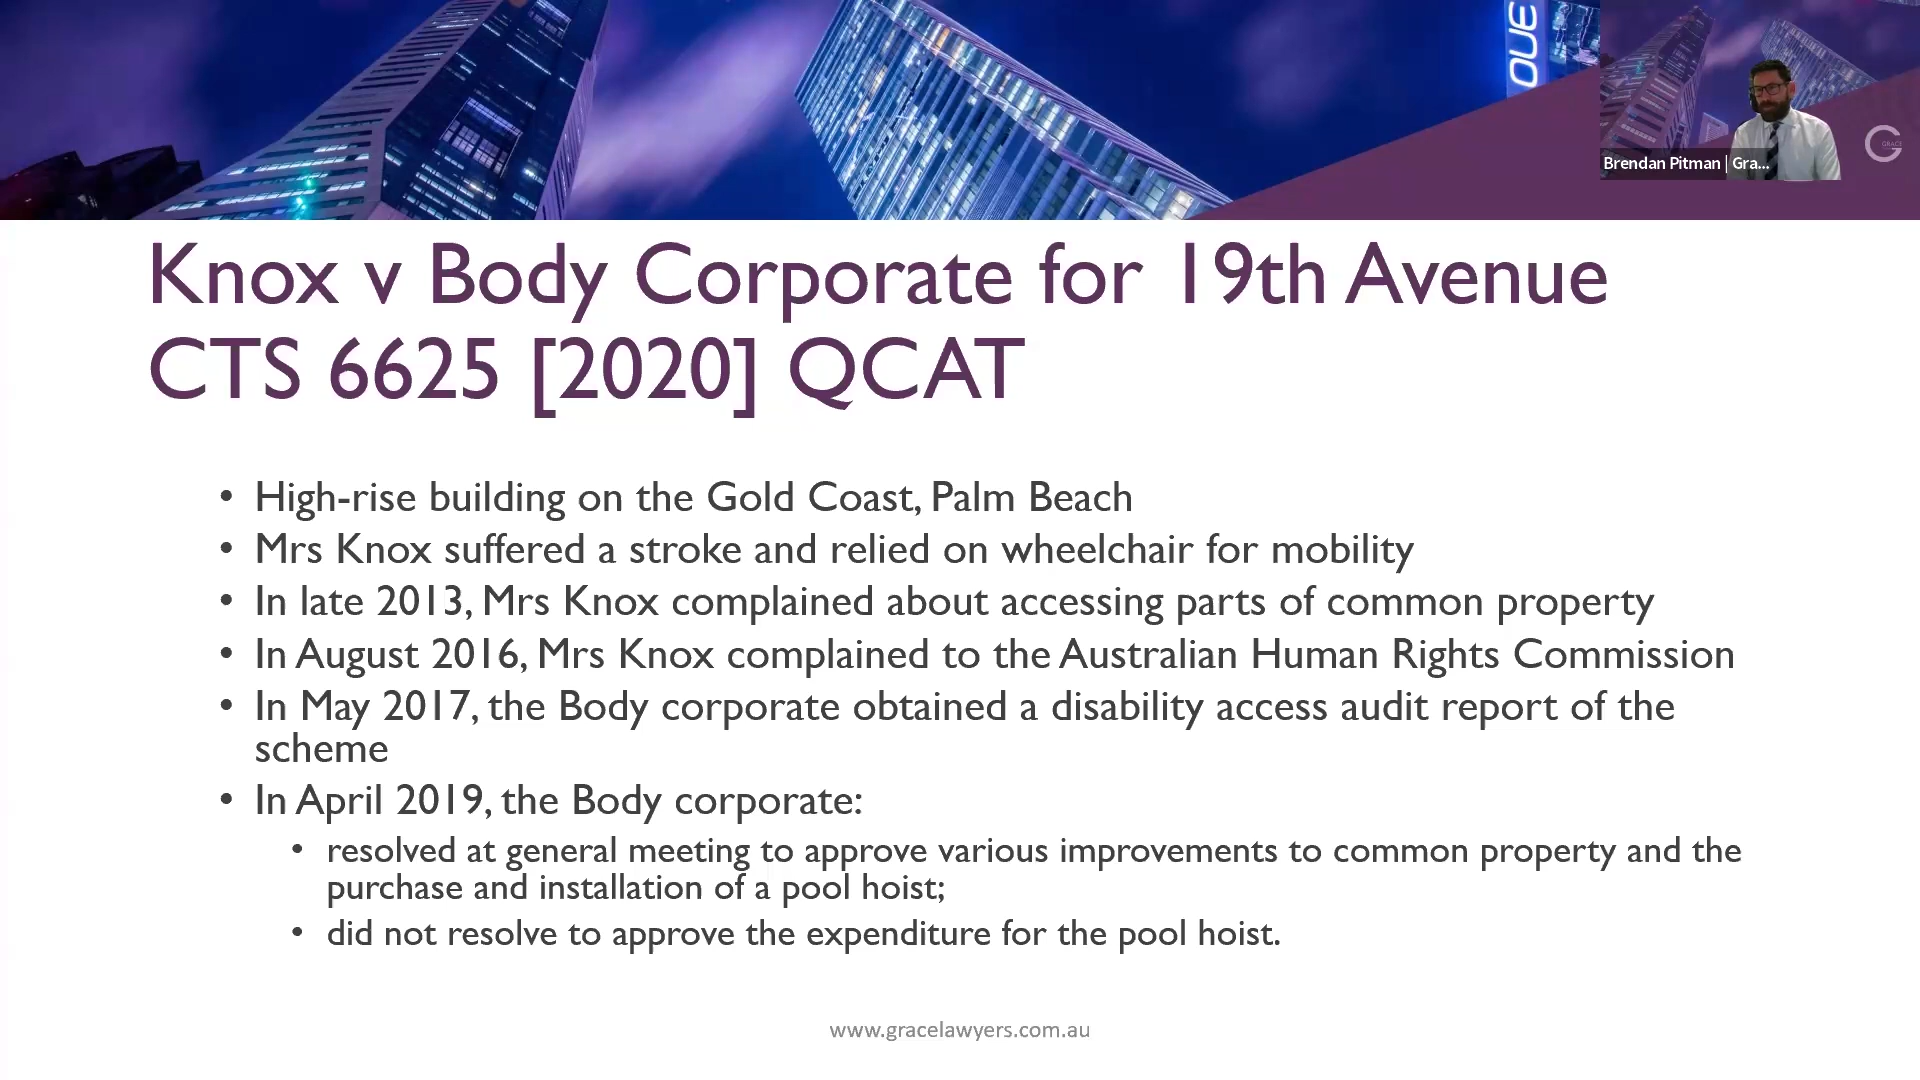 OUE
Brendan Pitman | Gra...
GRACE
Knox v Body Corporate for 19th Avenue
CTS 6625 [2020] QCAT
• High-rise building on the Gold Coast, Palm Beach
• Mrs Knox suffered a stroke and relied on wheelchair for mobility
• In late 2013, Mrs Knox complained about accessing parts of common property
• In August 2016, Mrs Knox complained to the Australian Human Rights Commission
• In May 2017, the Body corporate obtained a disability access audit report of the
scheme
• In April 2019, the Body corporate:
• resolved at general meeting to approve various improvements to common property and the
purchase and installation of a pool hoist;
• did not resolve to approve the expenditure for the pool hoist.
www.gracelawyers.com.au